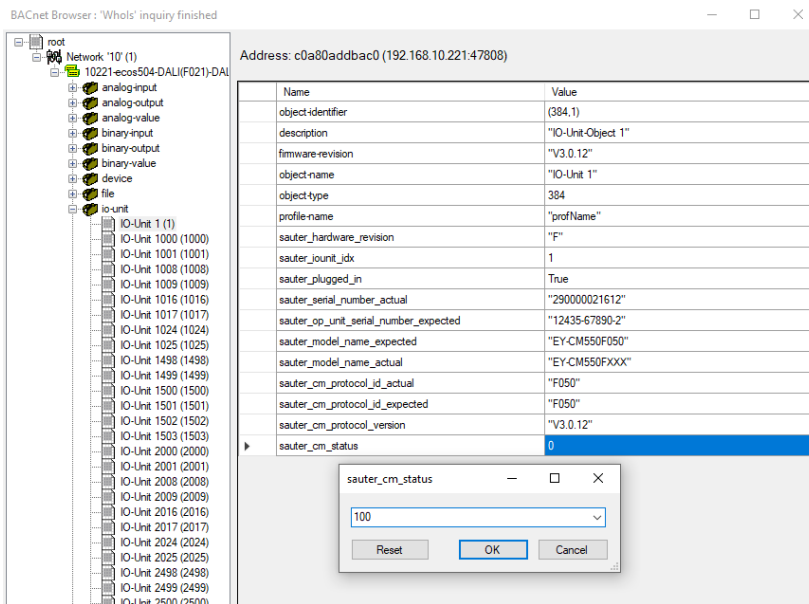 BACnet Browser : 'WhoIs' inquiry finished
root
Network '10' (1)
10221-ecos504-DALI(F021)-DAL
analog-input
analog-output
analog-value
binary-input
binary-output
binary-value
device
file
io-unit
IO-Unit 1 (1)
IO-Unit 1000 (1000)
IO-Unit 1001 (1001)
IO-Unit 1008 (1008)
IO-Unit 1009 (1009)
IO-Unit 1016 (1016)
IO-Unit 1017 (1017)
IO-Unit 1024 (1024)
IO-Unit 1025 (1025)
IO-Unit 1498 (1498)
IO-Unit 1499 (1499)
IO-Unit 1500 (1500)
IO-Unit 1501 (1501)
IO-Unit 1502 (1502)
IO-Unit 1503 (1503)
IO-Unit 2000 (2000)
IO-Unit 2001 (2001)
IO-Unit 2008 (2008)
IO-Unit 2009 (2009)
IO-Unit 2016 (2016)
IO-Unit 2017 (2017)
IO-Unit 2024 (2024)
IO-Unit 2025 (2025)
IO-Unit 2498 (2498)
IO-Unit 2499 (2499)
IO-Unit 2500 (2500)
Address: c0a80addbac0 (192.168.10.221:47808)
Name Value
object-identifier (384,1)
description "IO-Unit-Object 1"
firmware-revision "V3.0.12"
object-name "IO-Unit 1"
object-type 384
profile-name "profName"
sauter_hardware_revision "F"
sauter_iounit_idx 1
sauter_plugged_in True
sauter_serial_number_actual "290000021612"
sauter_op_unit_serial_number_expected "12435-67890-2"
sauter_model_name_expected "EY-CM550F050"
sauter_model_name_actual "EY-CM550FXXX"
sauter_cm_protocol_id_actual "F050"
sauter_cm_protocol_id_expected "F050"
sauter_cm_protocol_version "V3.0.12"
sauter_cm_status 0
sauter_cm_status
100
Reset OK Cancel